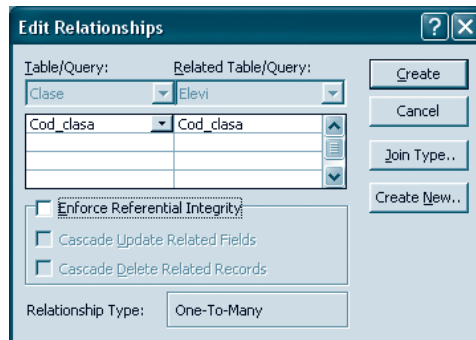 Edit Relationships
Table/Query: Related Table/Query:
Clase Elevi
Cod_clasa Cod_clasa
Enforce Referential Integrity
Cascade Update Related Fields
Cascade Delete Related Records
Relationship Type: One-To-Many
Create
Cancel
Join Type..
Create New..